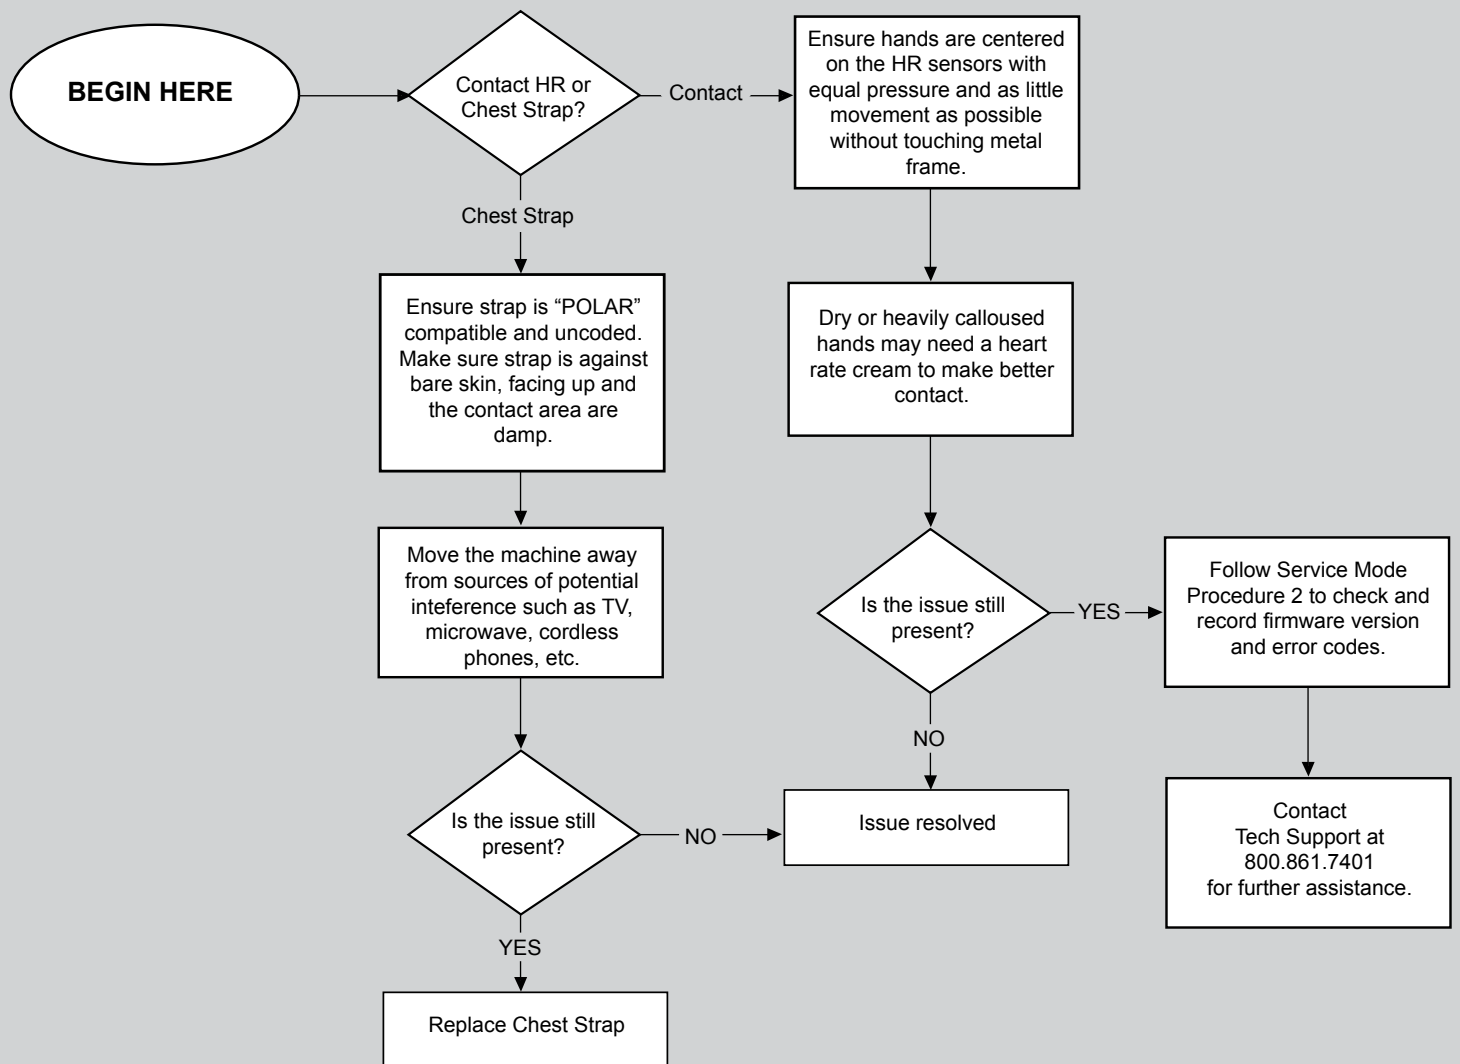 BEGIN HERE
Contact HR or
Chest Strap?
Contact
Ensure hands are centered
on the HR sensors with
equal pressure and as little
movement as possible
without touching metal
frame.
Chest Strap
Ensure strap is “POLAR”
compatible and uncoded.
Make sure strap is against
bare skin, facing up and
the contact area are
damp.
Dry or heavily calloused
hands may need a heart
rate cream to make better
contact.
Move the machine away
from sources of potential
inteference such as TV,
microwave, cordless
phones, etc.
Is the issue still
present?
YES
Follow Service Mode
Procedure 2 to check and
record firmware version
and error codes.
NO
Is the issue still
present?
NO
Issue resolved
Contact
Tech Support at
800.861.7401
for further assistance.
YES
Replace Chest Strap